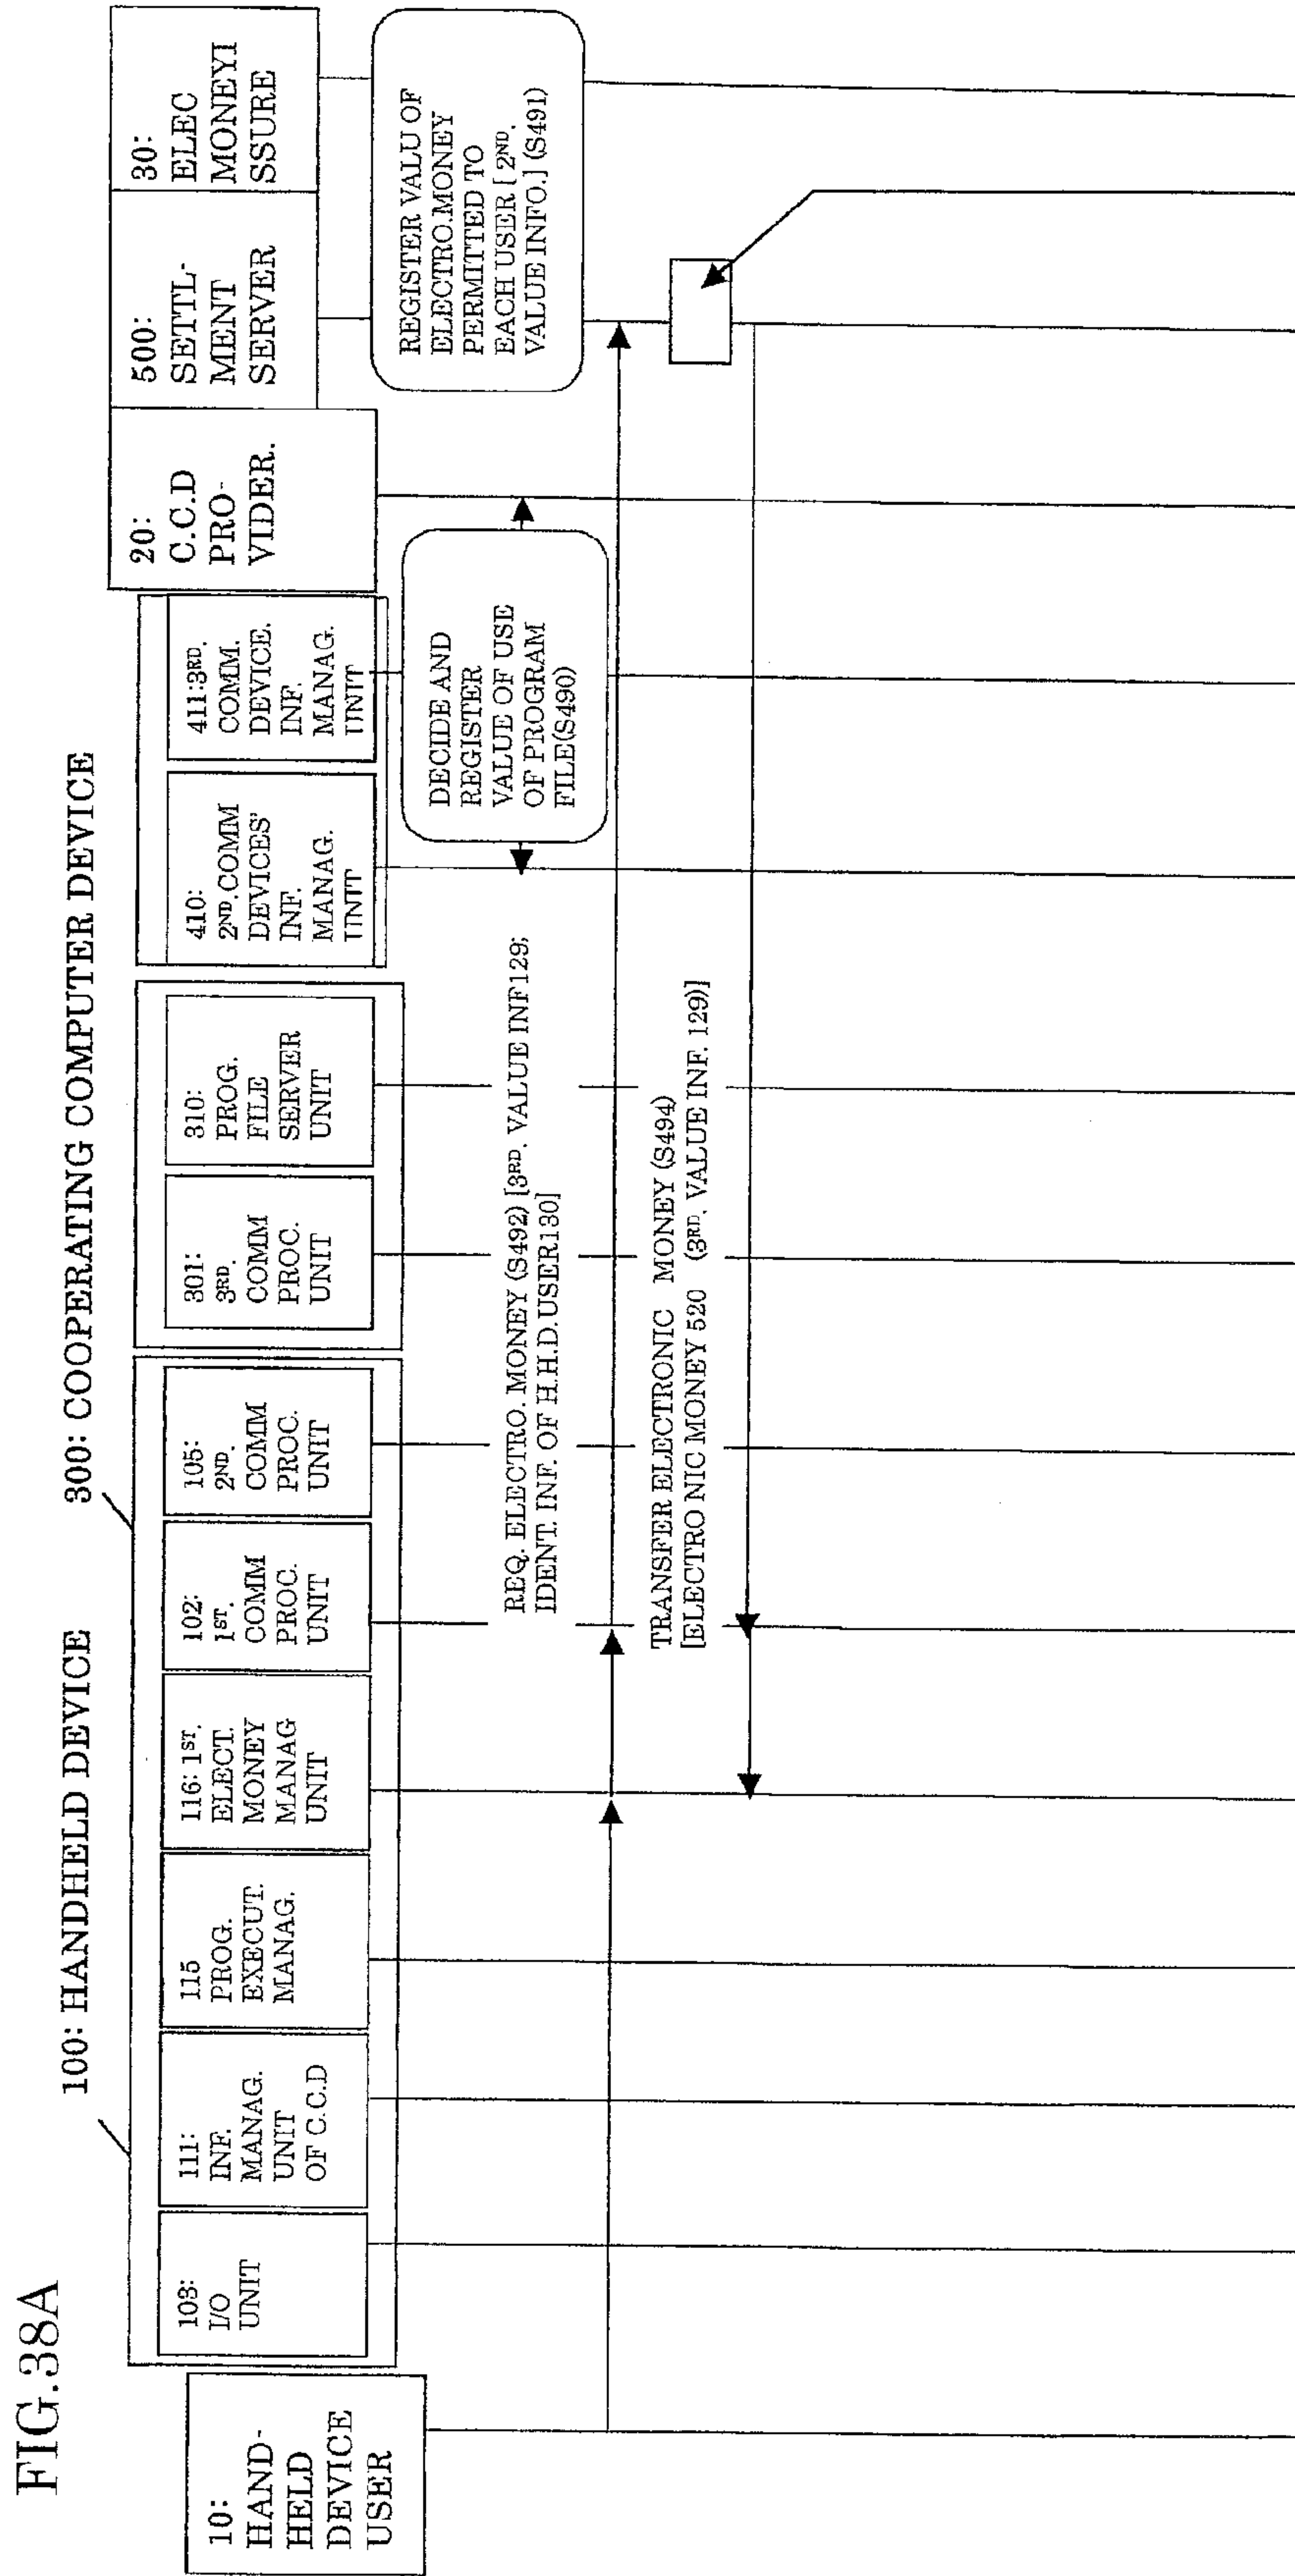 FIG.38A
100: HANDHELD DEVICE
300: COOPERATING COMPUTER DEVICE
10:
HAND-
HELD
DEVICE
USER
103:
I/O
UNIT
111:
INF.
MANAG.
UNIT
OF C.C.D
115
PROG.
EXECUT.
MANAG.
116: 1ST.
ELECT.
MONEY
MANAG
UNIT
102:
1ST.
COMM
PROC.
UNIT
105:
2ND.
COMM
PROC.
UNIT
301:
3RD.
COMM
PROC.
UNIT
310:
PROG.
FILE
SERVER
UNIT
410:
2ND.COMM
DEVICES'
INF.
MANAG.
UNIT
411:3RD.
COMM.
DEVICE.
INF.
MANAG.
UNIT
20:
C.C.D
PRO-
VIDER.
500:
SETTL-
MENT
SERVER
30:
ELEC
MONEYI
SSURE
REGISTER VALU OF
ELECTRO.MONEY
PERMITTED TO
EACH USER [ 2ND.
VALUE INFO.] (S491)
DECIDE AND
REGISTER
VALUE OF USE
OF PROGRAM
FILE(S490)
REQ. ELECTRO. MONEY (S492) [3RD. VALUE INF129;
IDENT. INF. OF H.H.D.USER130]
TRANSFER ELECTRONIC MONEY (S494)
[ELECTRO NIC MONEY 520 (3RD. VALUE INF. 129)]